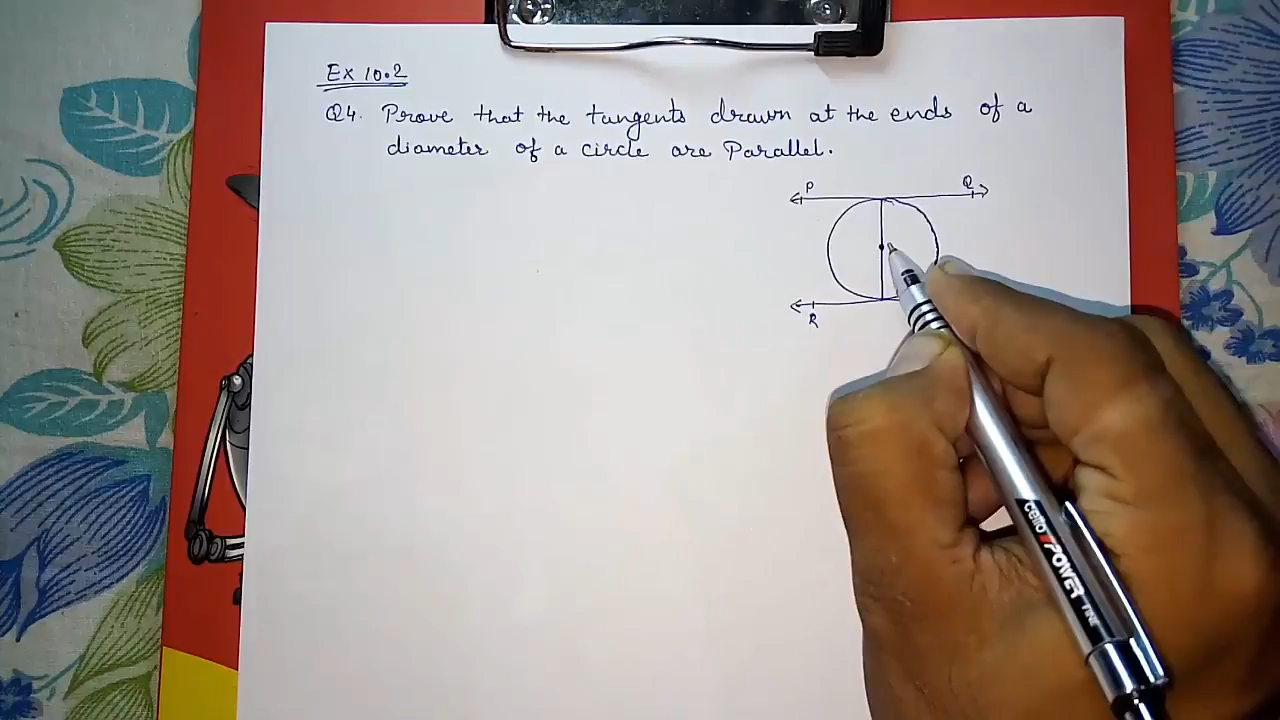 Ex 10.2
Q4. Prove that the tangents drawn at the ends of a
diameter of a circle are Parallel.
P
Q
R
cello POWER FINE